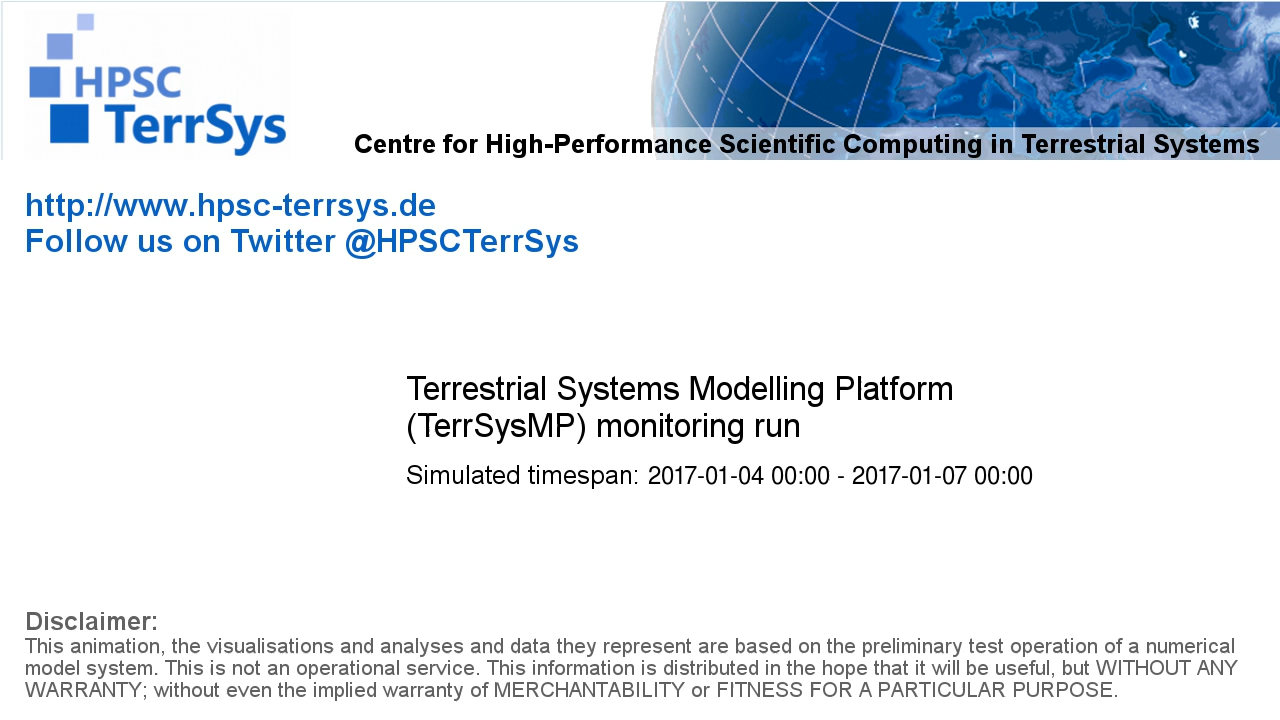 HPSC
TerrSys
Centre for High-Performance Scientific Computing in Terrestrial Systems
http://www.hpsc-terrsys.de
Follow us on Twitter @HPSCTerrSys
Terrestrial Systems Modelling Platform
(TerrSysMP) monitoring run
Simulated timespan: 2017-01-04 00:00 - 2017-01-07 00:00
Disclaimer:
This animation, the visualisations and analyses and data they represent are based on the preliminary test operation of a numerical
model system. This is not an operational service. This information is distributed in the hope that it will be useful, but WITHOUT ANY
WARRANTY; without even the implied warranty of MERCHANTABILITY or FITNESS FOR A PARTICULAR PURPOSE.